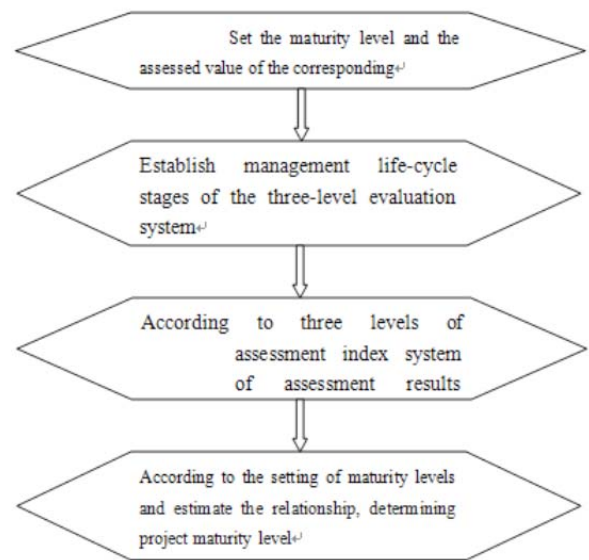 Set the maturity level and the
assessed value of the corresponding↵
Establish management life-cycle
stages of the three-level evaluation
system↵
According to three levels of
assessment index system
of assessment results
According to the setting of maturity levels
and estimate the relationship, determining
project maturity level↵